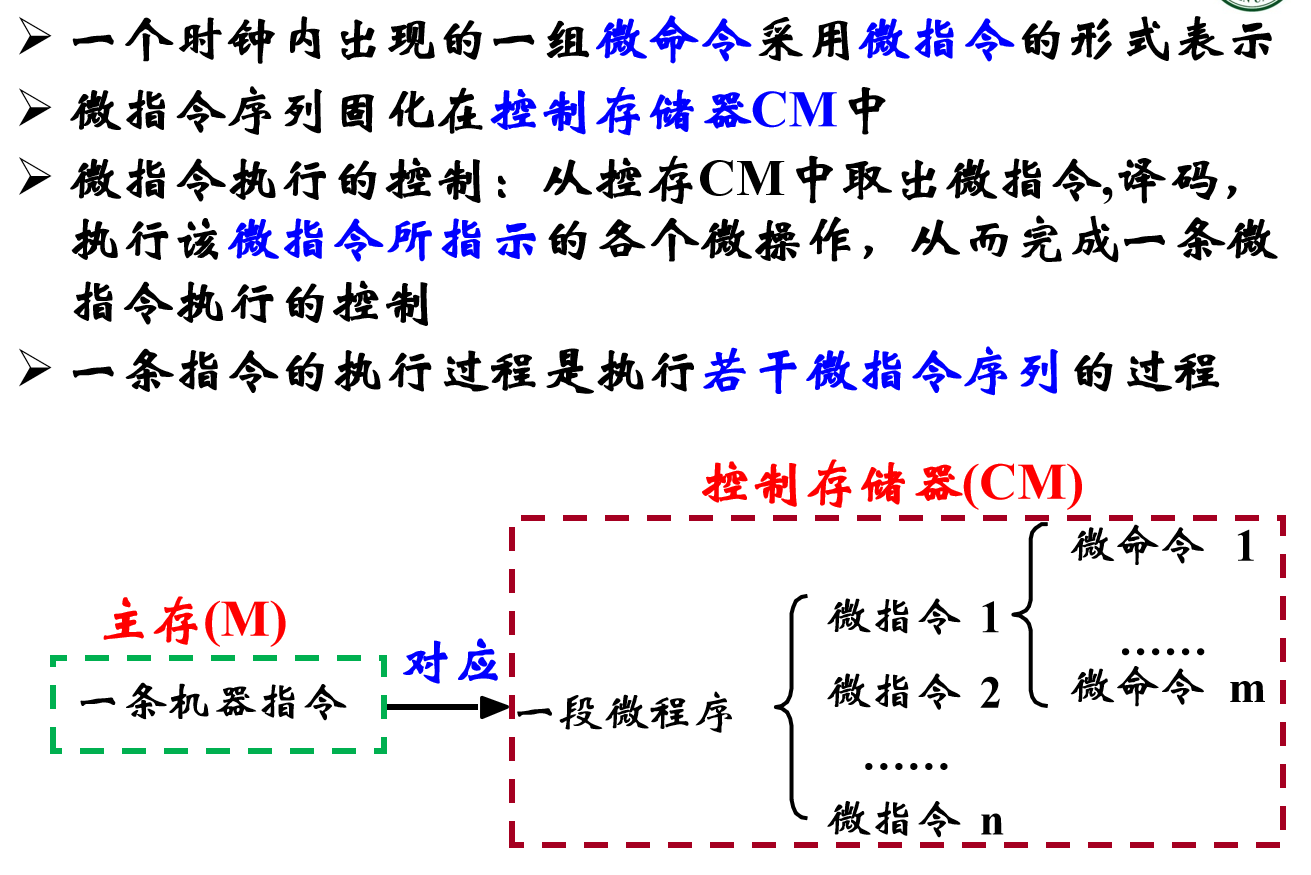 ➢ 一个时钟内出现的一组微命令采用微指令的形式表示
➢ 微指令序列固化在控制存储器CM中
➢ 微指令执行的控制：从控存CM中取出微指令,译码，
执行该微指令所指示的各个微操作，从而完成一条微
指令执行的控制
➢ 一条指令的执行过程是执行若干微指令序列的过程
控制存储器(CM)
微命令 1
主存(M)
微指令 1
……
对应
一条机器指令
微指令 2
微命令 m
一段微程序
……
微指令 n